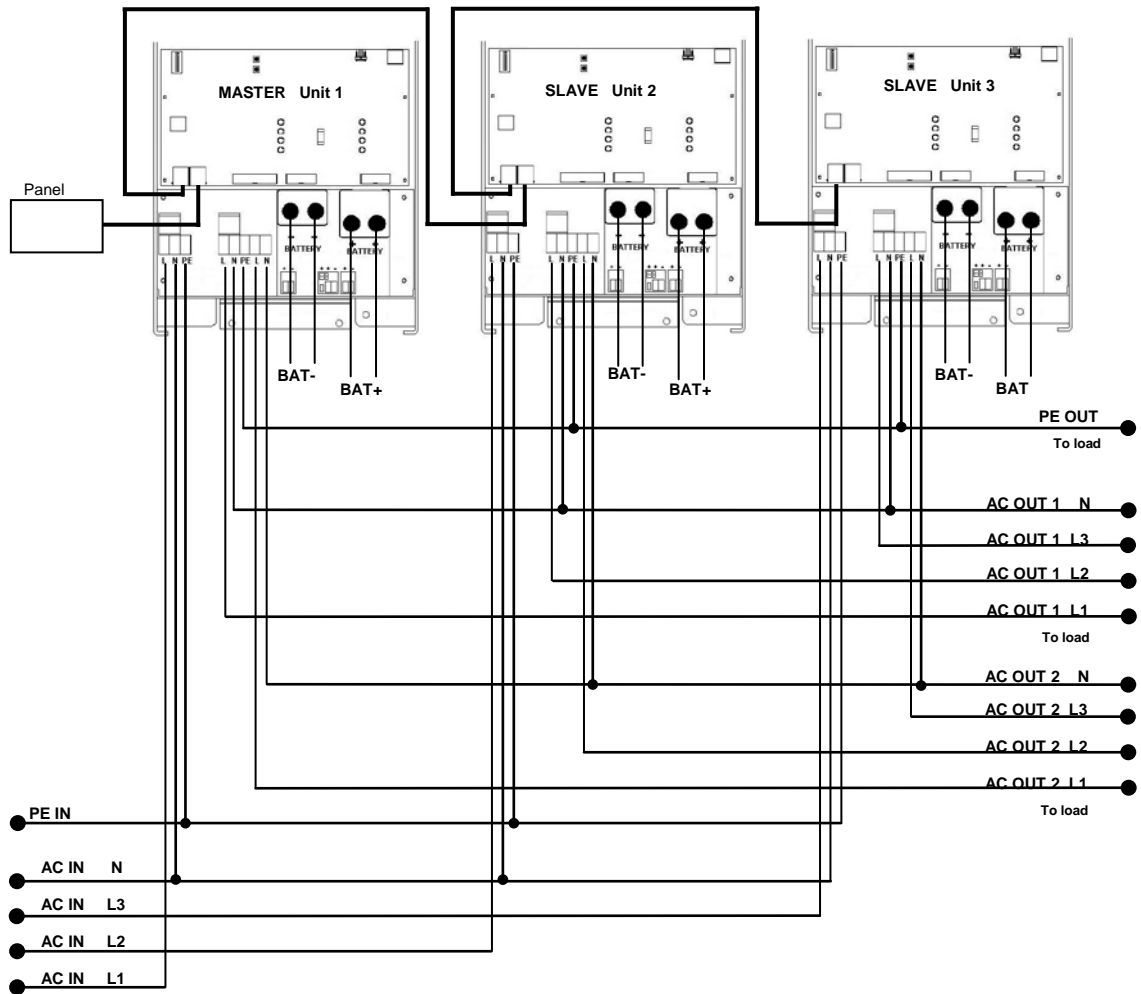 MASTER Unit 1
SLAVE Unit 2
SLAVE Unit 3
Panel
BATTERY BATTERY
BATTERY BATTERY
BATTERY BATTERY
L N PE
L N PE L N
L N PE
L N PE L N
L N PE
L N PE L N
BAT-
BAT+
BAT-
BAT+
BAT-
BAT
PE OUT
To load
AC OUT 1 N
AC OUT 1 L3
AC OUT 1 L2
AC OUT 1 L1
To load
AC OUT 2 N
AC OUT 2 L3
AC OUT 2 L2
AC OUT 2 L1
To load
PE IN
AC IN N
AC IN L3
AC IN L2
AC IN L1